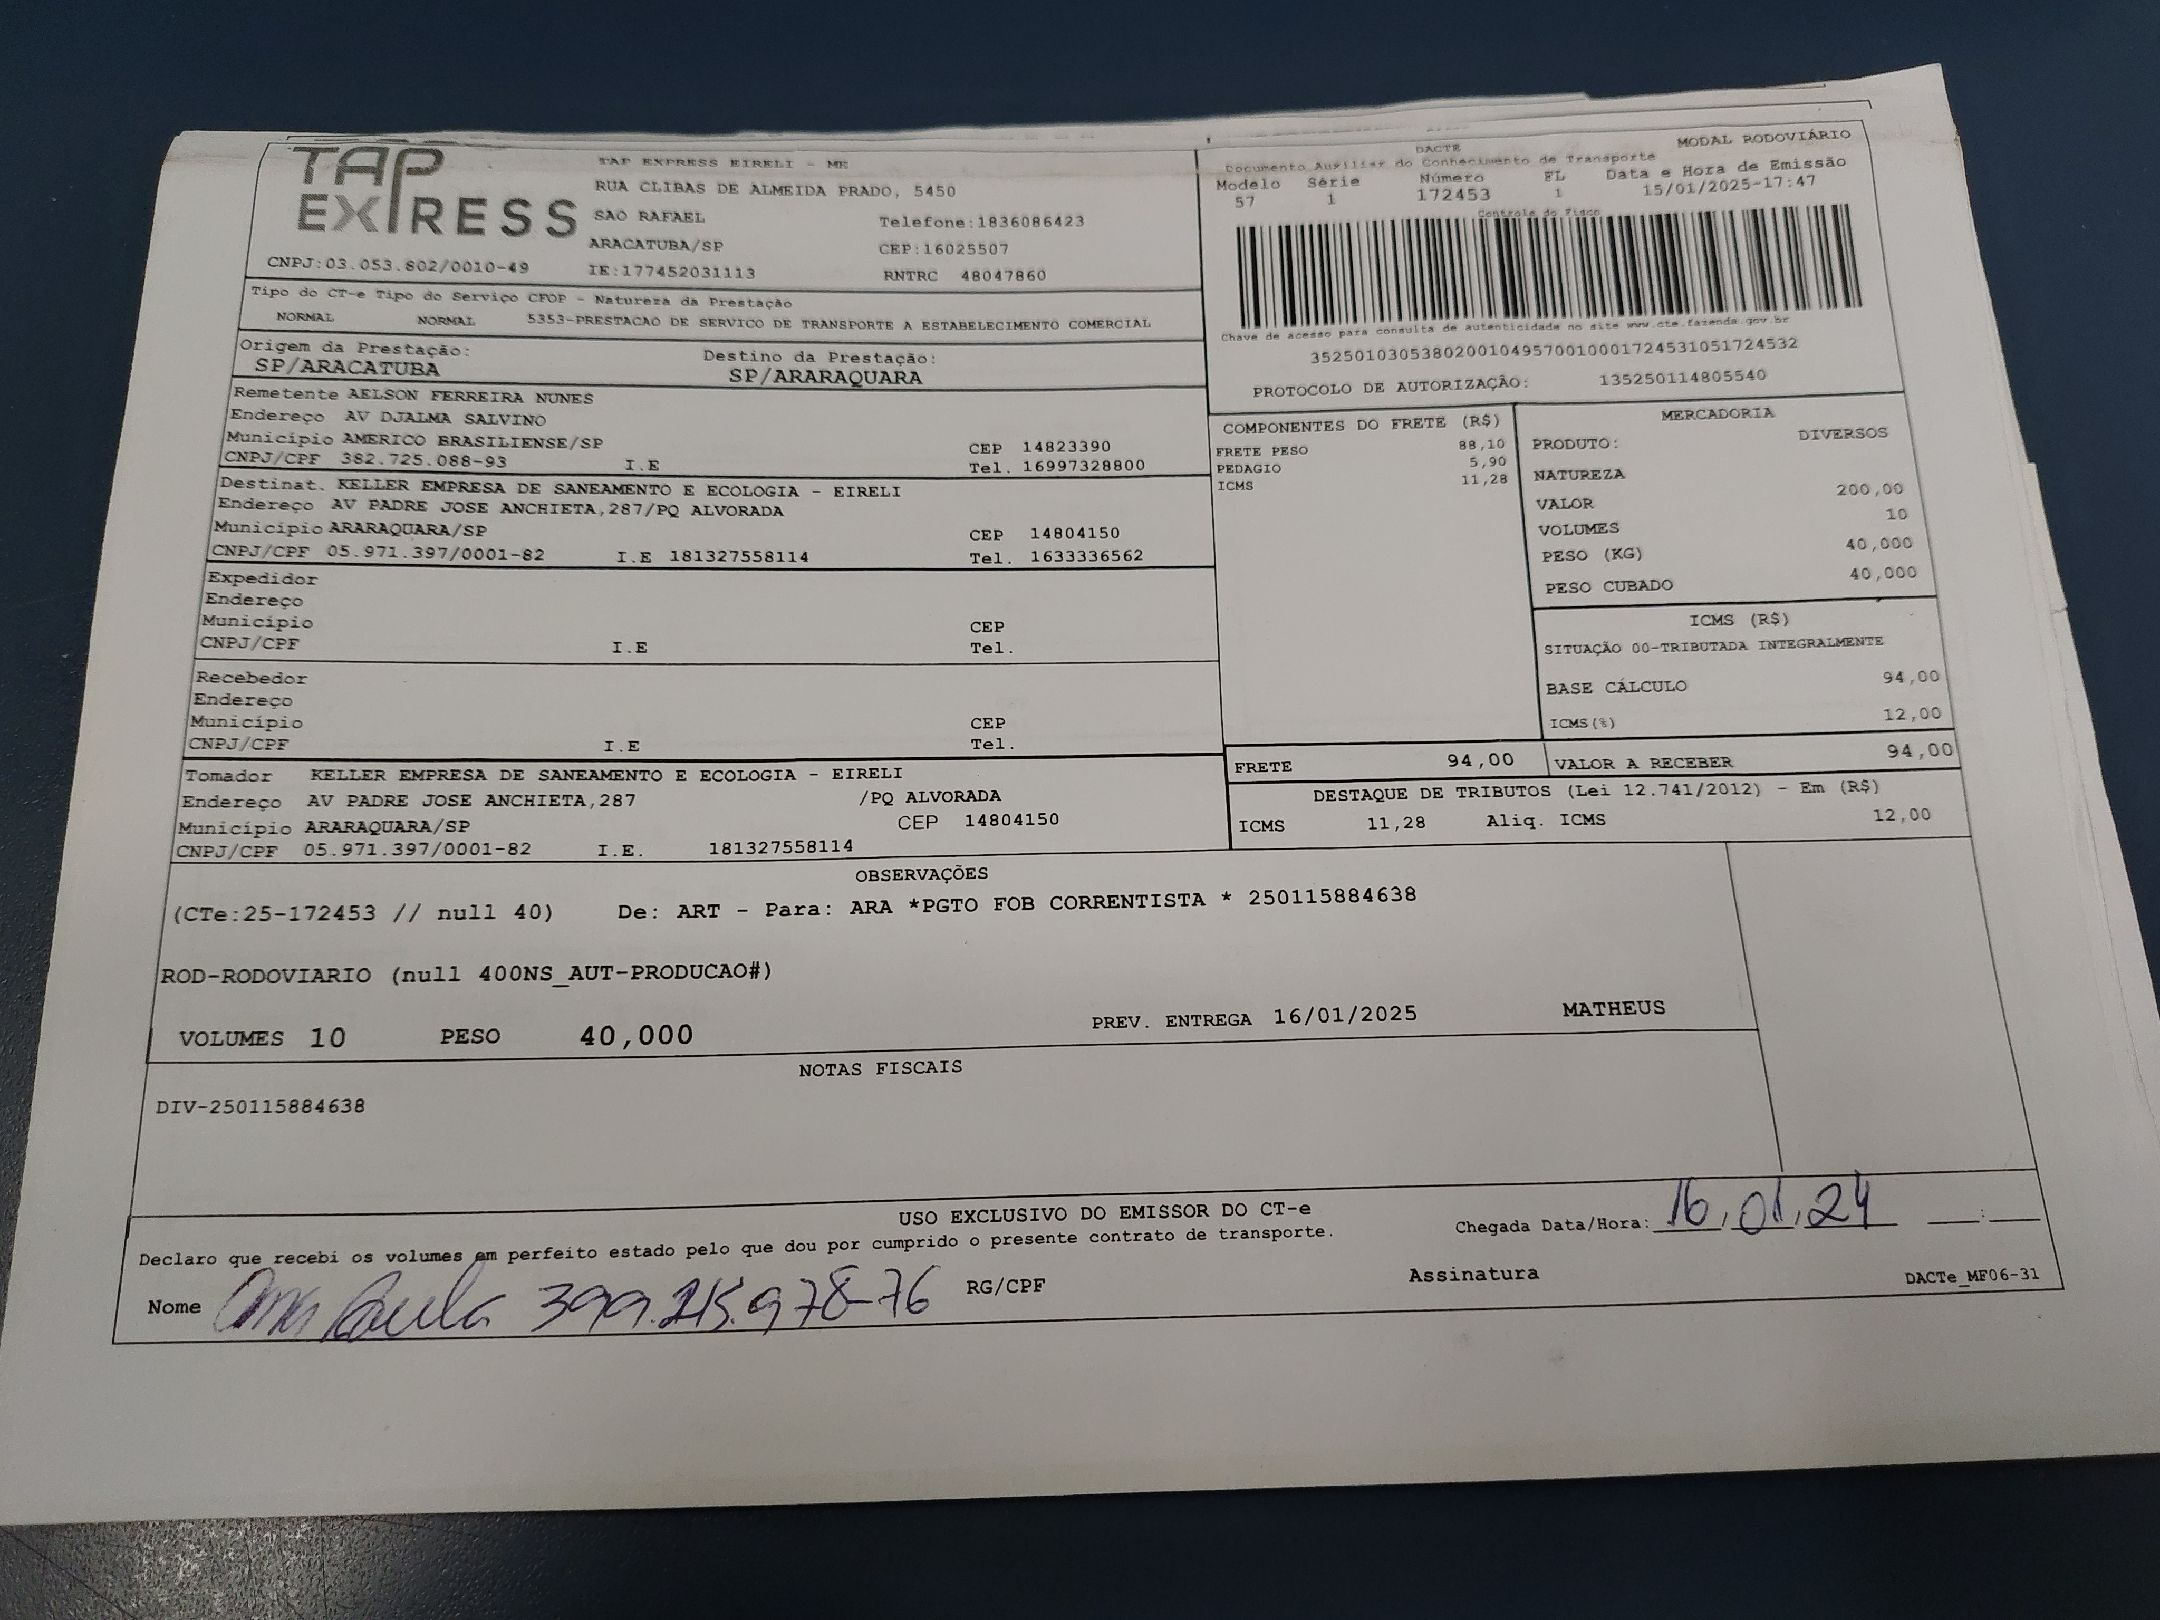 TAP EXPRESS
TAP EXPRESS EIRELI - ME
RUA CLIBAS DE ALMEIDA PRADO, 5450
SAO RAFAEL Telefone:1836086423
ARACATUBA/SP CEP:16025507
CNPJ:03.053.802/0010-49 IE:177452031113 RNTRC 48047860
DACTE MODAL RODOVIÁRIO
Documento Auxiliar do Conhecimento de Transporte
Modelo Série Número FL Data e Hora de Emissão
57 1 172453 1 15/01/2025-17:47
Controle do Fisco
Chave de acesso para consulta de autenticidade no site www.cte.fazenda.gov.br
35250103053802001049570010001724531051724532
PROTOCOLO DE AUTORIZAÇÃO: 135250114805540
Tipo do CT-e Tipo do Serviço CFOP - Natureza da Prestação
NORMAL NORMAL 5353-PRESTACAO DE SERVICO DE TRANSPORTE A ESTABELECIMENTO COMERCIAL
Origem da Prestação: Destino da Prestação:
SP/ARACATUBA SP/ARARAQUARA
Remetente AELSON FERREIRA NUNES
Endereço AV DJALMA SALVINO
Município AMERICO BRASILIENSE/SP CEP 14823390
CNPJ/CPF 382.725.088-93 I.E Tel. 16997328800
Destinat. KELLER EMPRESA DE SANEAMENTO E ECOLOGIA - EIRELI
Endereço AV PADRE JOSE ANCHIETA,287/PQ ALVORADA
Município ARARAQUARA/SP CEP 14804150
CNPJ/CPF 05.971.397/0001-82 I.E 181327558114 Tel. 1633336562
Expedidor
Endereço
Município CEP
CNPJ/CPF I.E Tel.
Recebedor
Endereço
Município CEP
CNPJ/CPF I.E Tel.
Tomador KELLER EMPRESA DE SANEAMENTO E ECOLOGIA - EIRELI
Endereço AV PADRE JOSE ANCHIETA,287 /PQ ALVORADA
Município ARARAQUARA/SP CEP 14804150
CNPJ/CPF 05.971.397/0001-82 I.E. 181327558114
COMPONENTES DO FRETE (R$)
FRETE PESO 88,10
PEDAGIO 5,90
ICMS 11,28
MERCADORIA
PRODUTO: DIVERSOS
NATUREZA
VALOR 200,00
VOLUMES 10
PESO (KG) 40,000
PESO CUBADO 40,000
ICMS (R$)
SITUAÇÃO 00-TRIBUTADA INTEGRALMENTE
BASE CÁLCULO 94,00
ICMS(%) 12,00
FRETE 94,00 VALOR A RECEBER 94,00
DESTAQUE DE TRIBUTOS (Lei 12.741/2012) - Em (R$)
ICMS 11,28 Aliq. ICMS 12,00
OBSERVAÇÕES
(CTe:25-172453 // null 40) De: ART - Para: ARA *PGTO FOB CORRENTISTA * 250115884638
ROD-RODOVIARIO (null 400NS_AUT-PRODUCAO#)
VOLUMES 10 PESO 40,000 PREV. ENTREGA 16/01/2025 MATHEUS
NOTAS FISCAIS
DIV-250115884638
USO EXCLUSIVO DO EMISSOR DO CT-e
Declaro que recebi os volumes em perfeito estado pelo que dou por cumprido o presente contrato de transporte. Chegada Data/Hora: 16/01/24 __:__
Nome Ana Paula 399.215.978-76 RG/CPF Assinatura DACTe_MF06-31